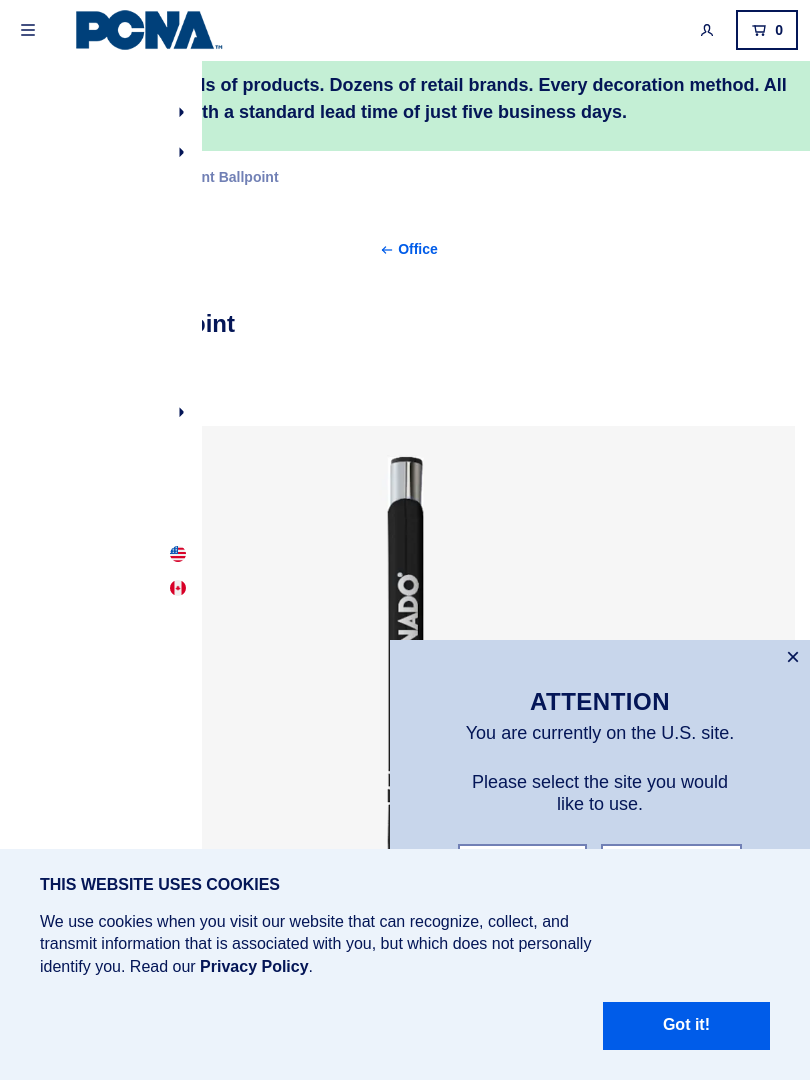 PCNA™
0
ls of products. Dozens of retail brands. Every decoration method. All
th a standard lead time of just five business days.
nt Ballpoint
← Office
oint
NADO®
×
ATTENTION
You are currently on the U.S. site.
Please select the site you would
like to use.
THIS WEBSITE USES COOKIES
We use cookies when you visit our website that can recognize, collect, and
transmit information that is associated with you, but which does not personally
identify you. Read our Privacy Policy.
Got it!